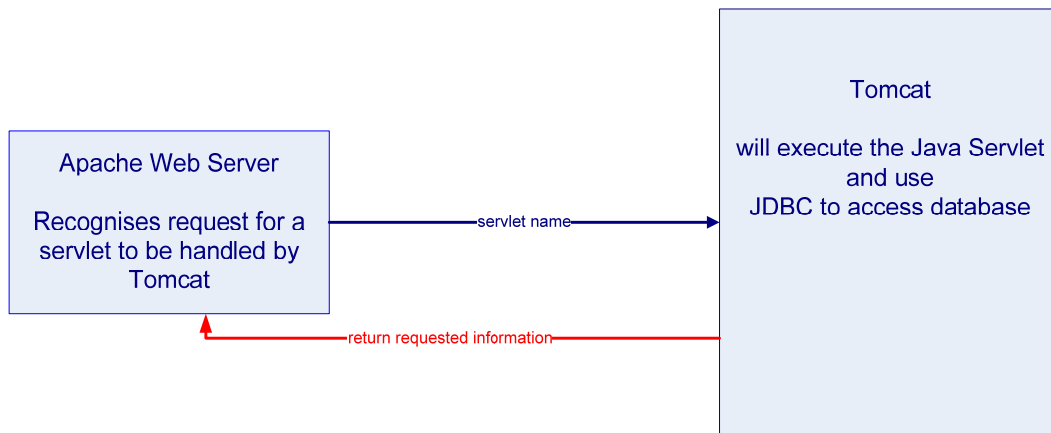 Apache Web Server
Recognises request for a
servlet to be handled by
Tomcat
servlet name
return requested information
Tomcat
will execute the Java Servlet
and use
JDBC to access database